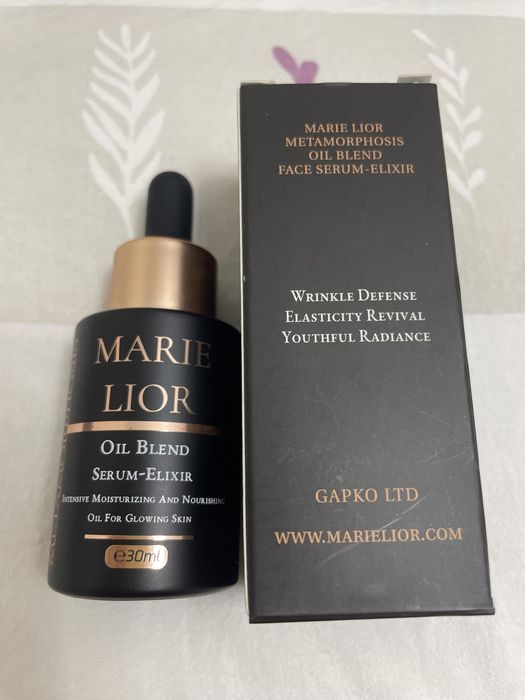 MARIE
LIOR
OIL BLEND
SERUM-ELIXIR
INTENSIVE MOISTURIZING AND NOURISHING
OIL FOR GLOWING SKIN
e30ml
MARIE LIOR
METAMORPHOSIS
OIL BLEND
FACE SERUM-ELIXIR
WRINKLE DEFENSE
ELASTICITY REVIVAL
YOUTHFUL RADIANCE
GAPKO LTD
WWW.MARIELIOR.COM